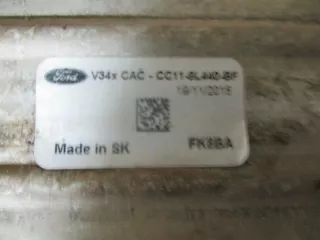 Ford V34x CAC - CC11-9L440-BF
19/11/2015
Made in SK FK8BA